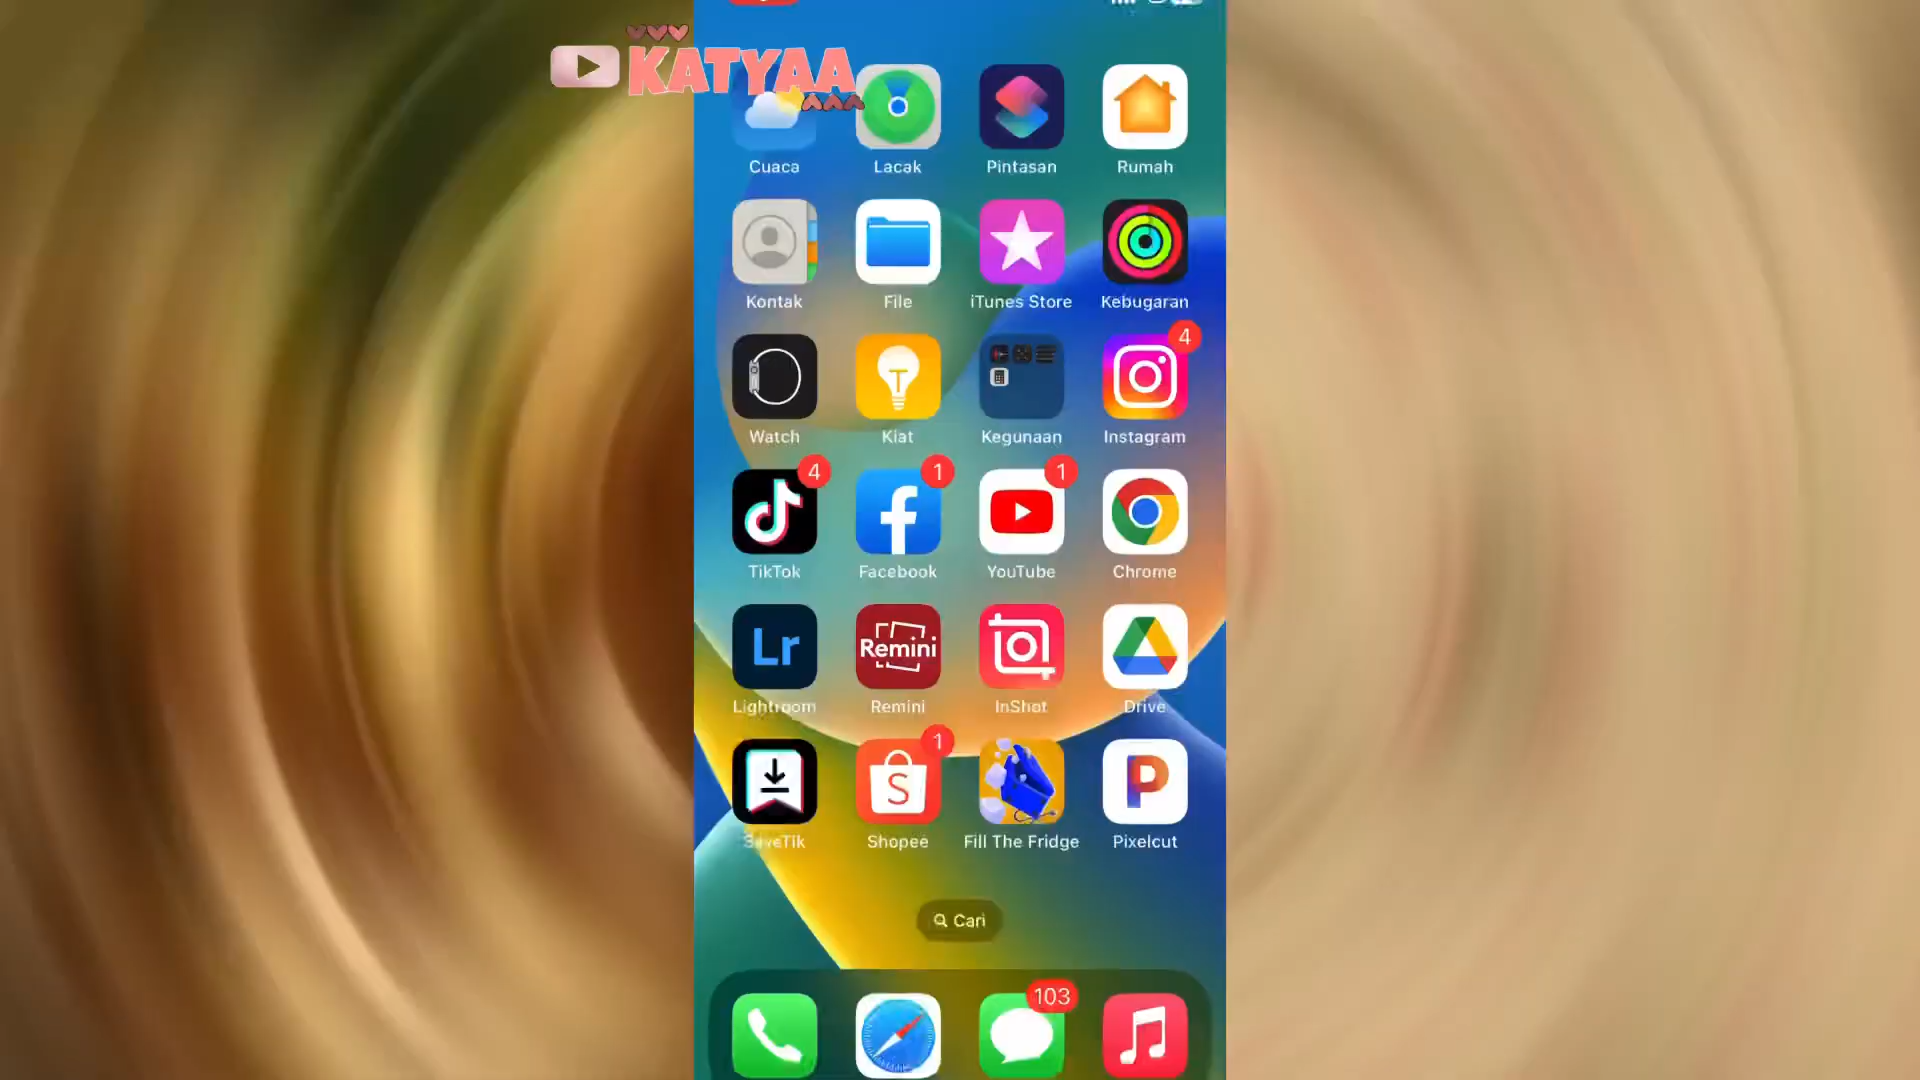 KATYAA
Cuaca
Lacak
Pintasan
Rumah
Kontak
File
iTunes Store
Kebugaran
4
Watch
T
Kiat
Kegunaan
Instagram
4
1
1
TikTok
Facebook
YouTube
Chrome
Lr
Remini
Lightroom
Remini
InShot
Drive
1
S
P
SaveTik
Shopee
Fill The Fridge
Pixelcut
Cari
103